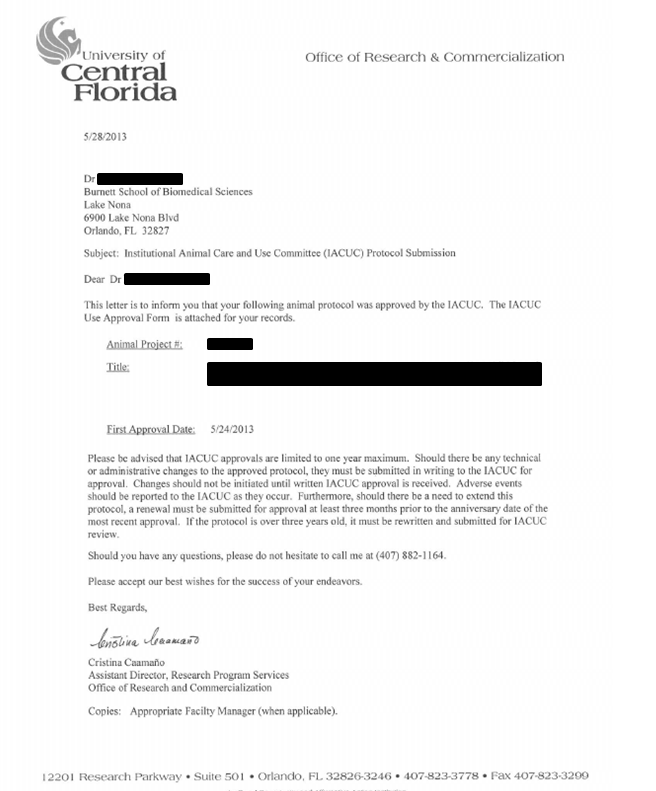 University of
Central
Florida
Office of Research & Commercialization
5/28/2013
Dr
Burnett School of Biomedical Sciences
Lake Nona
6900 Lake Nona Blvd
Orlando, FL 32827
Subject: Institutional Animal Care and Use Committee (IACUC) Protocol Submission
Dear Dr
This letter is to inform you that your following animal protocol was approved by the IACUC. The IACUC
Use Approval Form is attached for your records.
Animal Project #:
Title:
First Approval Date: 5/24/2013
Please be advised that IACUC approvals are limited to one year maximum. Should there be any technical
or administrative changes to the approved protocol, they must be submitted in writing to the IACUC for
approval. Changes should not be initiated until written IACUC approval is received. Adverse events
should be reported to the IACUC as they occur. Furthermore, should there be a need to extend this
protocol, a renewal must be submitted for approval at least three months prior to the anniversary date of the
most recent approval. If the protocol is over three years old, it must be rewritten and submitted for IACUC
review.
Should you have any questions, please do not hesitate to call me at (407) 882-1164.
Please accept our best wishes for the success of your endeavors.
Best Regards,
Cristina Caamaño
Cristina Caamaño
Assistant Director, Research Program Services
Office of Research and Commercialization
Copies: Appropriate Facilty Manager (when applicable).
12201 Research Parkway • Suite 501 • Orlando, FL 32826-3246 • 407-823-3778 • Fax 407-823-3299